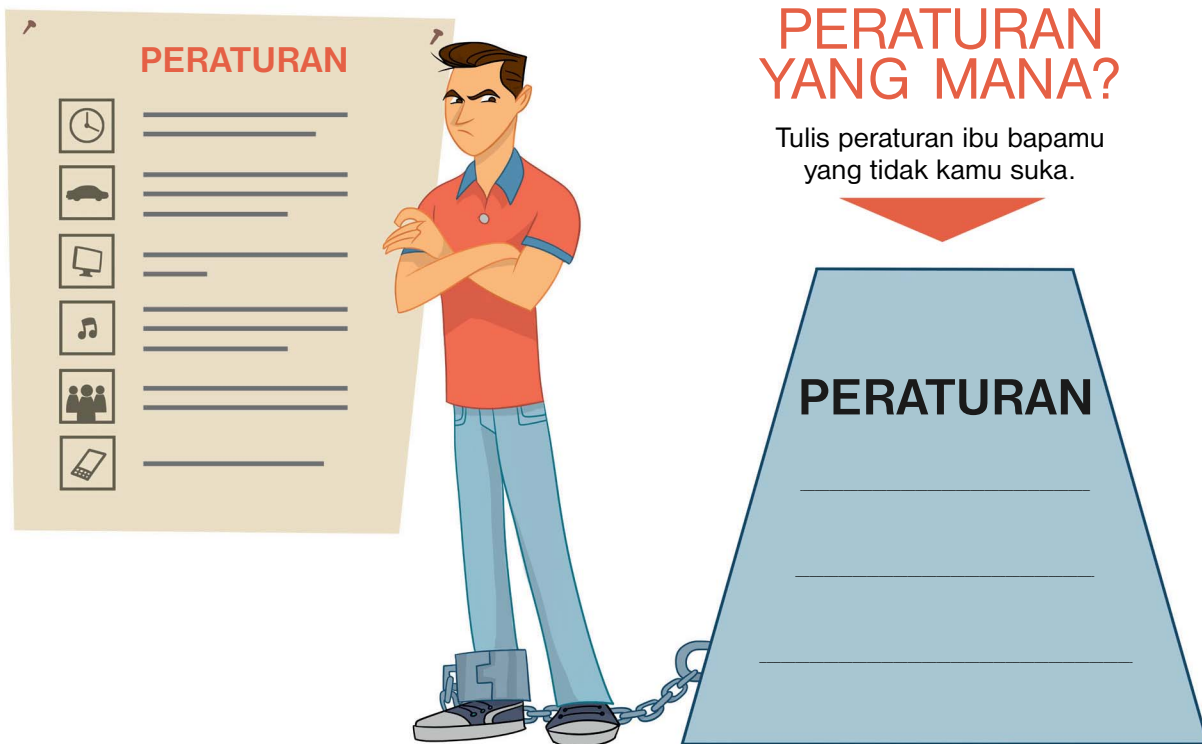 PERATURAN
PERATURAN
YANG MANA?
Tulis peraturan ibu bapamu
yang tidak kamu suka.
PERATURAN